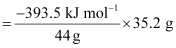 = −393.5 kJ mol⁻¹ / 44 g × 35.2 g